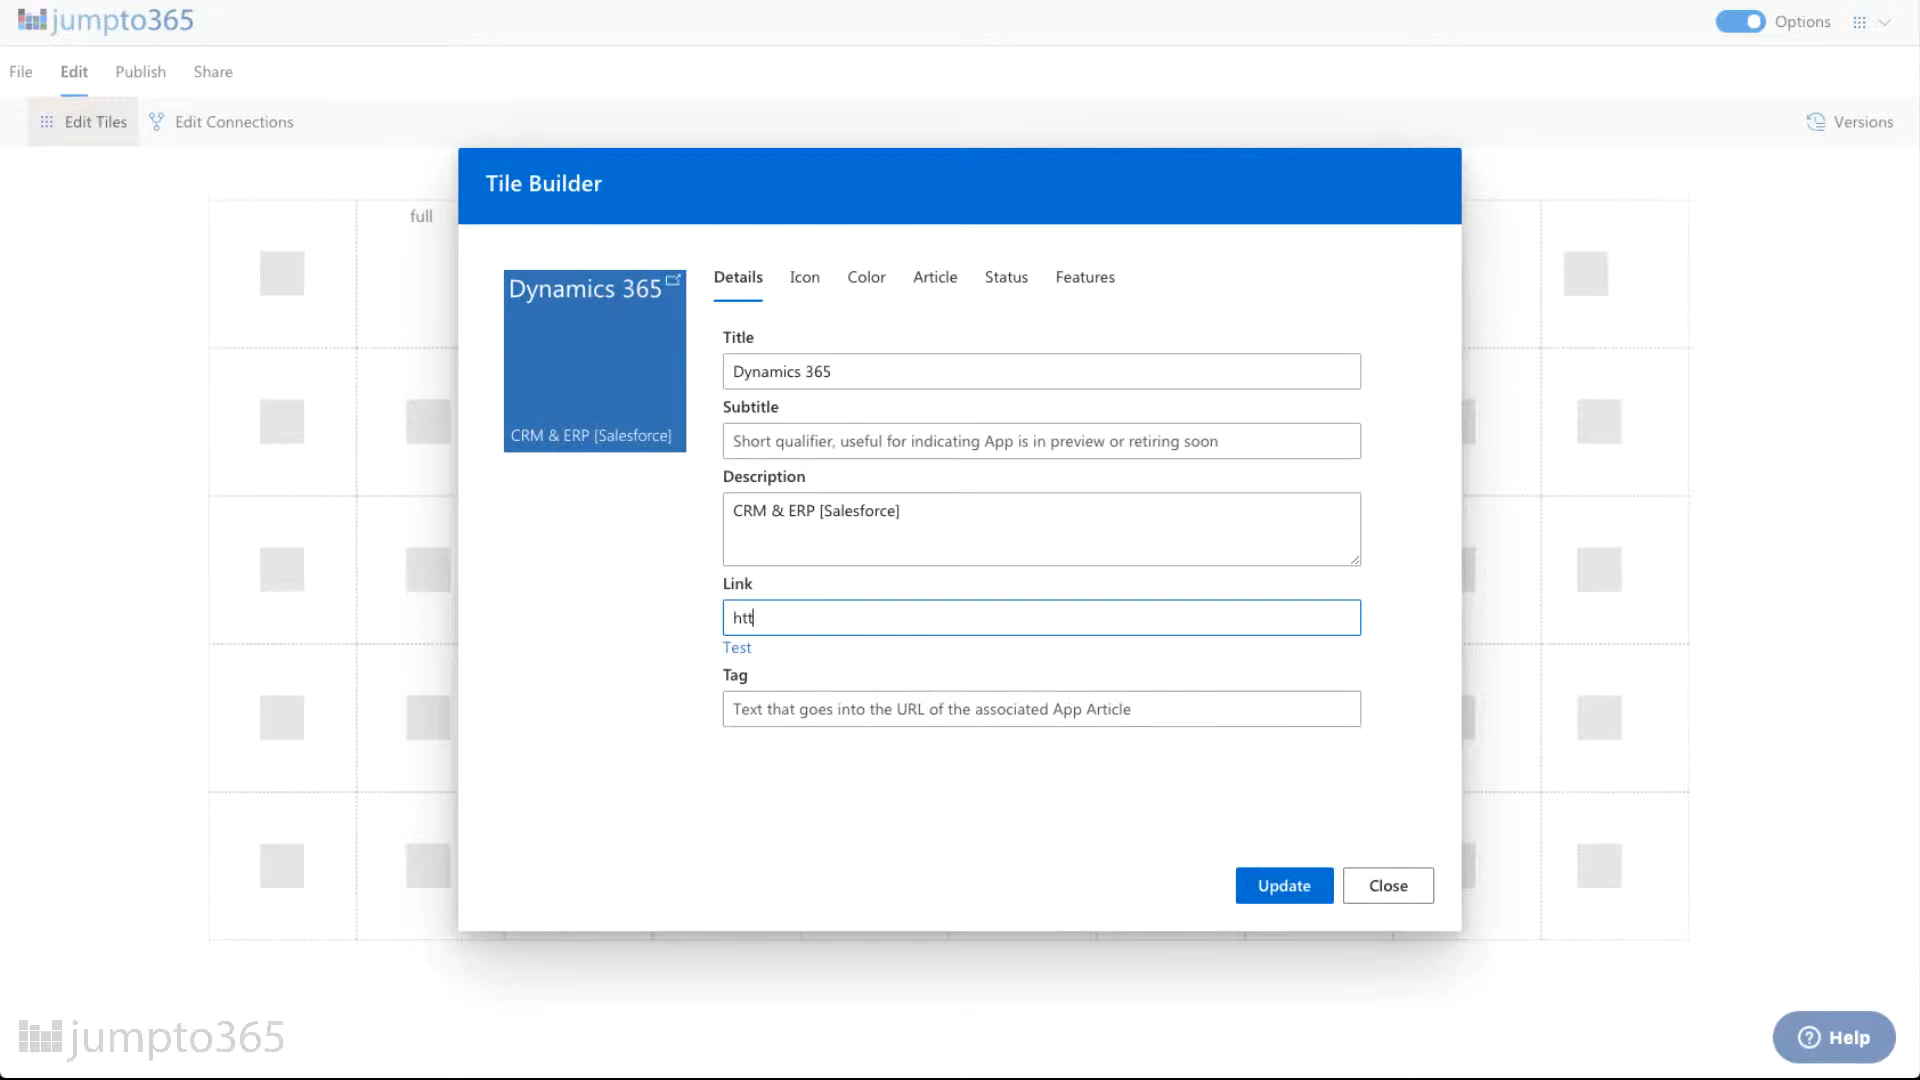 jumpto365
Options
File
Edit
Publish
Share
Edit Tiles
Edit Connections
Versions
full
Tile Builder
Dynamics 365
CRM & ERP [Salesforce]
Details
Icon
Color
Article
Status
Features
Title
Dynamics 365
Subtitle
Short qualifier, useful for indicating App is in preview or retiring soon
Description
CRM & ERP [Salesforce]
Link
htt
Test
Tag
Text that goes into the URL of the associated App Article
Update
Close
jumpto365
Help